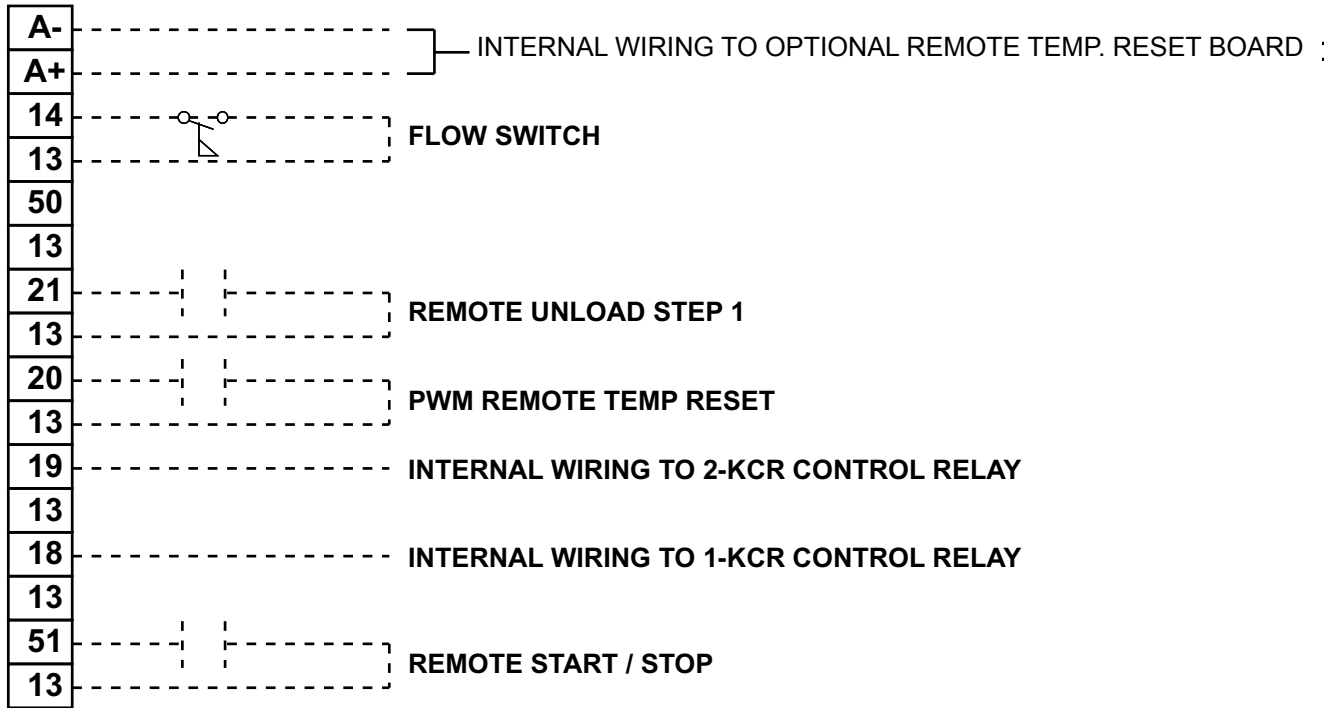 A-
INTERNAL WIRING TO OPTIONAL REMOTE TEMP. RESET BOARD
A+
14
FLOW SWITCH
13
50
13
21
REMOTE UNLOAD STEP 1
13
20
PWM REMOTE TEMP RESET
13
19 INTERNAL WIRING TO 2-KCR CONTROL RELAY
13
18 INTERNAL WIRING TO 1-KCR CONTROL RELAY
13
51
REMOTE START / STOP
13